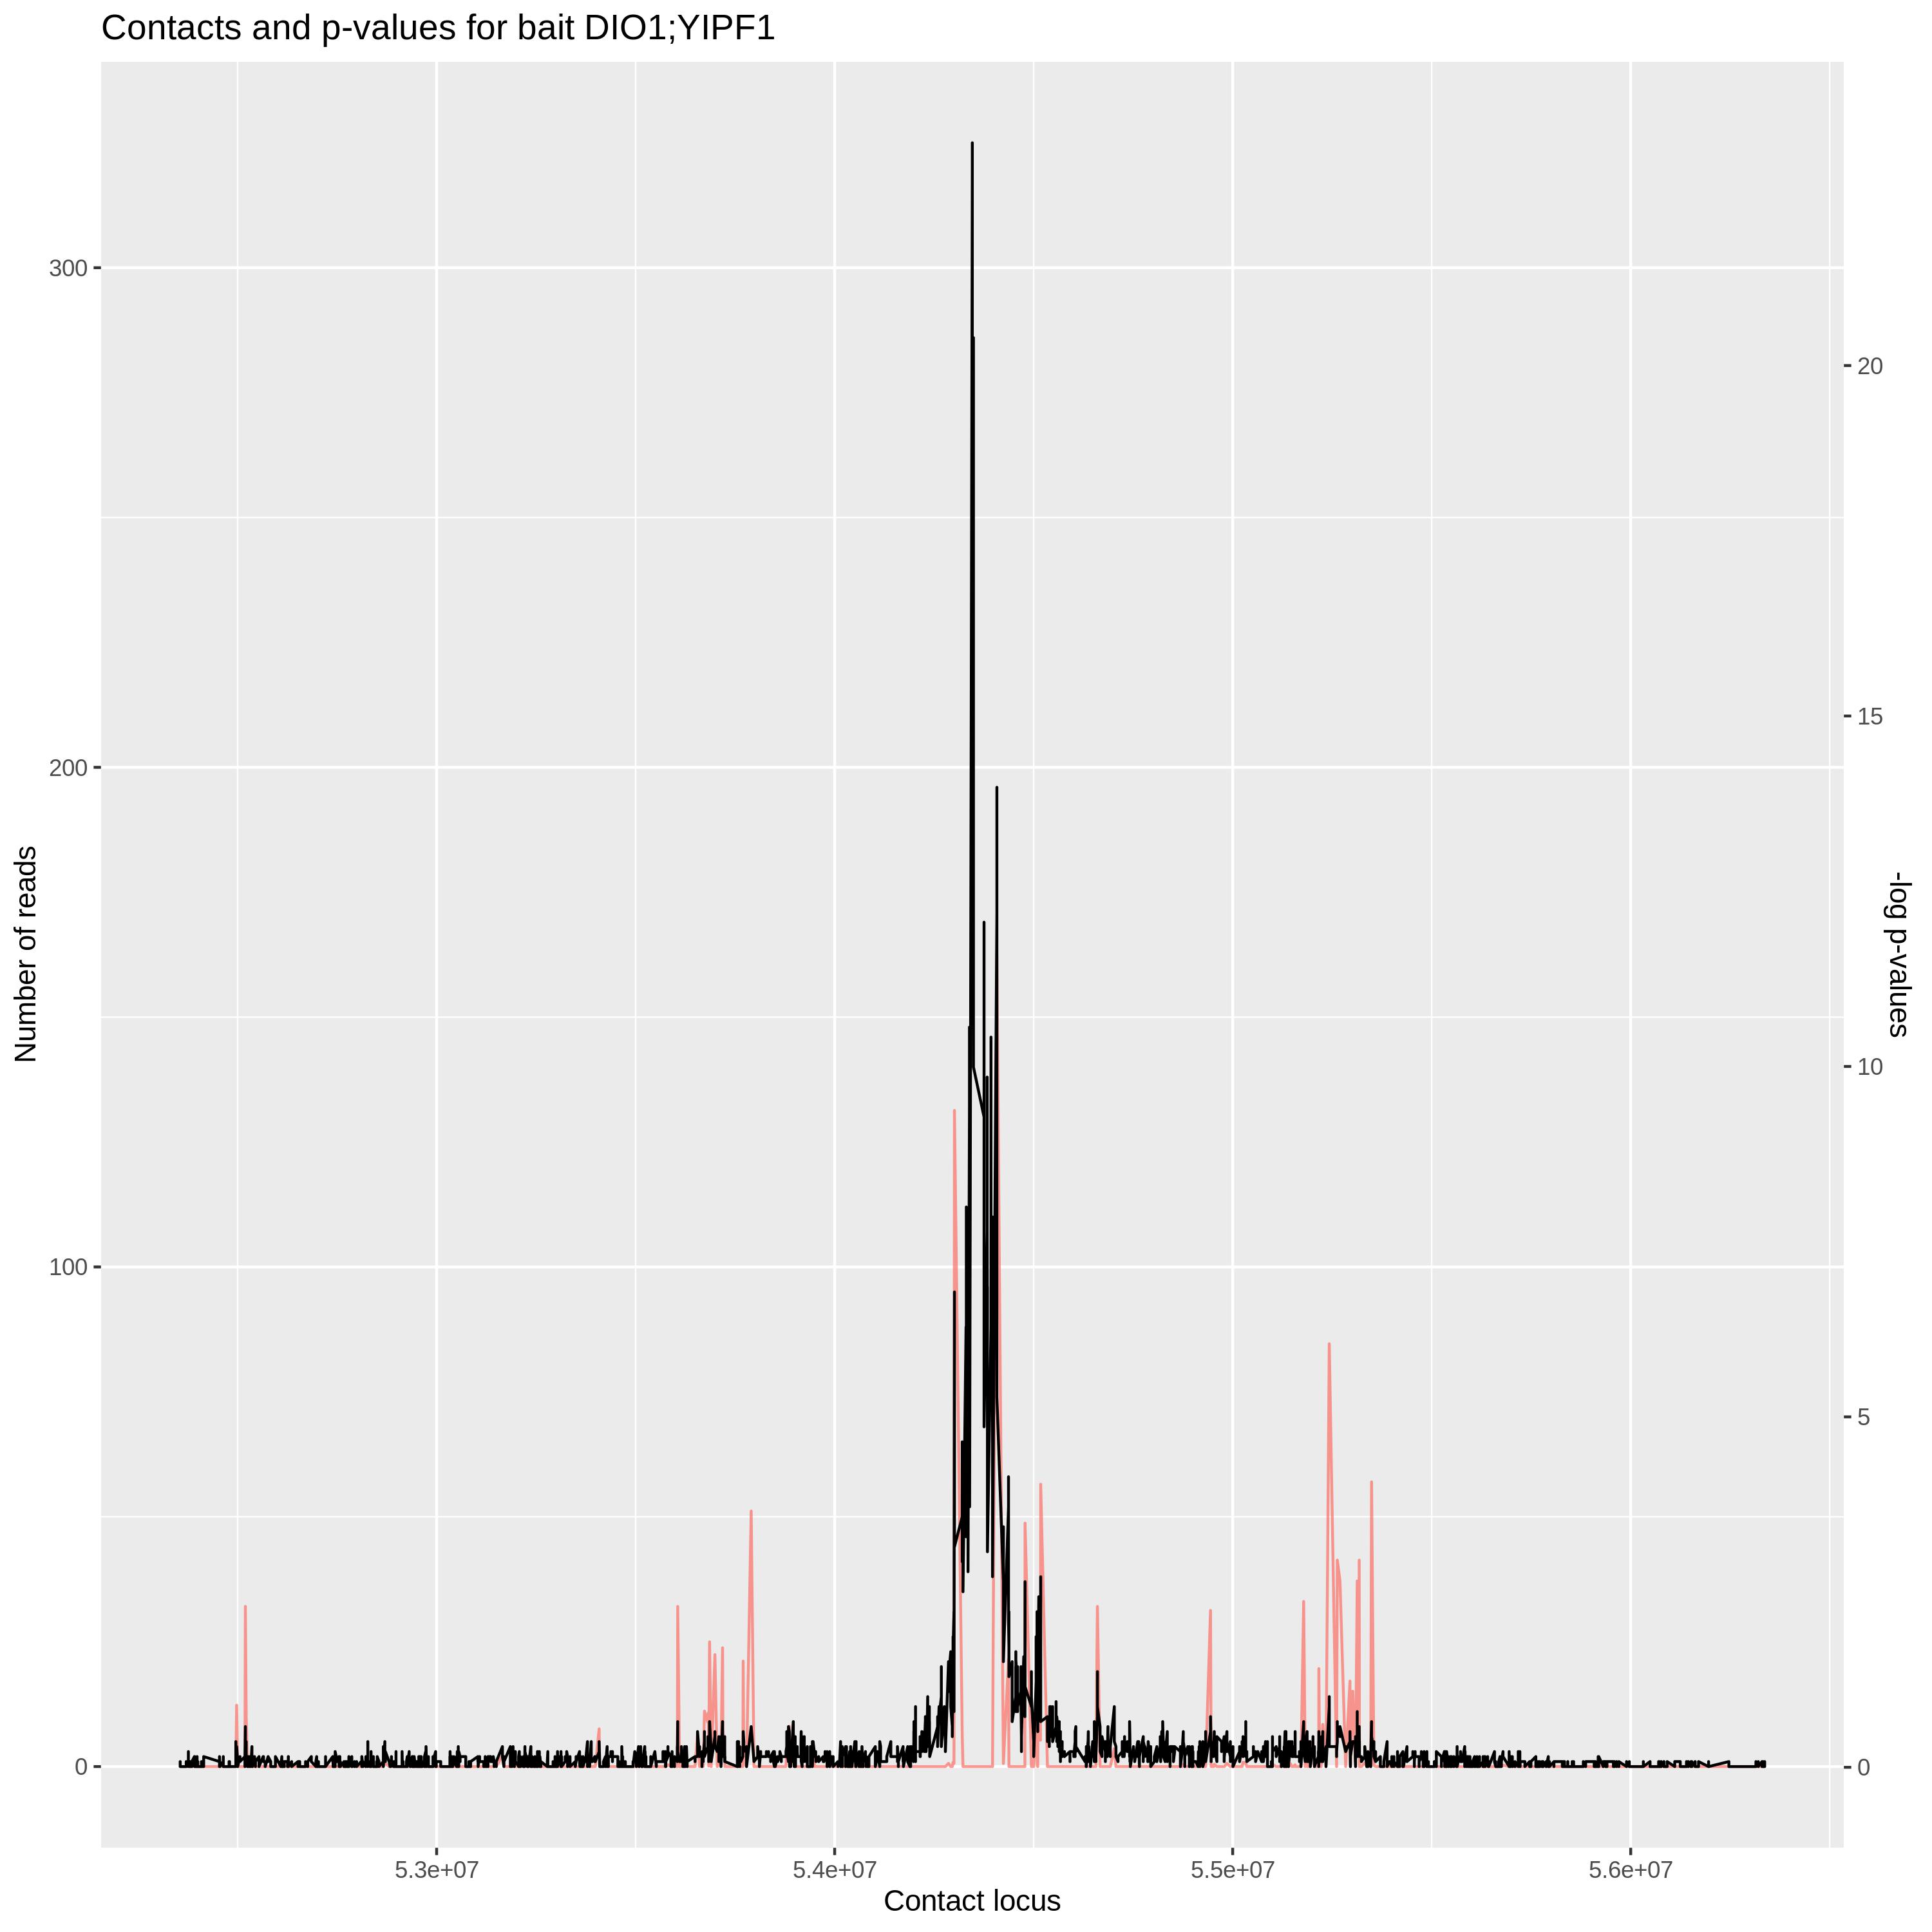 Contacts and p-values for bait DIO1;YIPF1
300
200
100
0
Number of reads
20
15
10
5
0
-log p-values
5.3e+07
5.4e+07
5.5e+07
5.6e+07
Contact locus